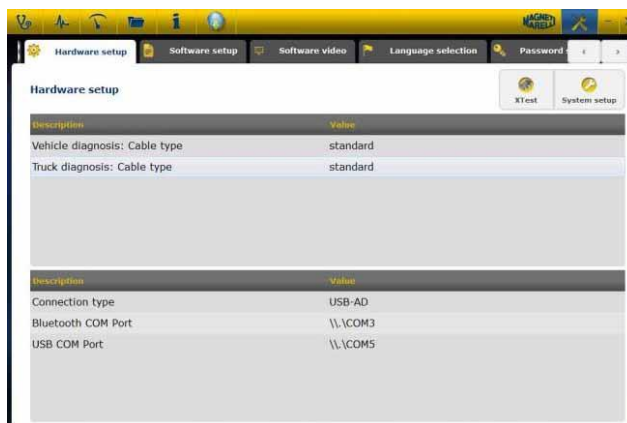 MAGNETI
MARELLI
Hardware setup
Software setup
Software video
Language selection
Password
Hardware setup
XTest
System setup
Description Value
Vehicle diagnosis: Cable type standard
Truck diagnosis: Cable type standard
Description Value
Connection type USB-AD
Bluetooth COM Port \\.\COM3
USB COM Port \\.\COM5